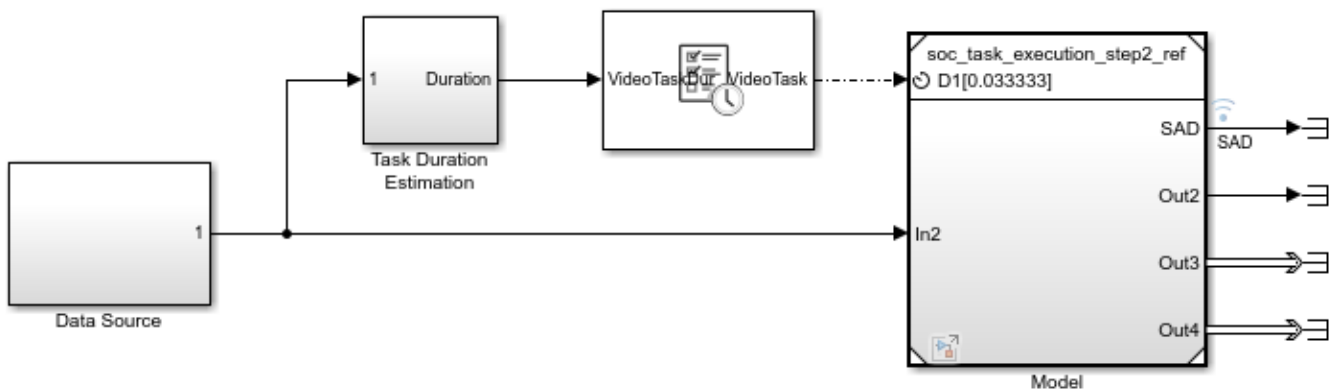 soc_task_execution_step2_ref
1
Duration
VideoTaskDur
VideoTask
D1[0.033333]
SAD
SAD
Task Duration
Estimation
Out2
1
In2
Out3
Data Source
Out4
Model